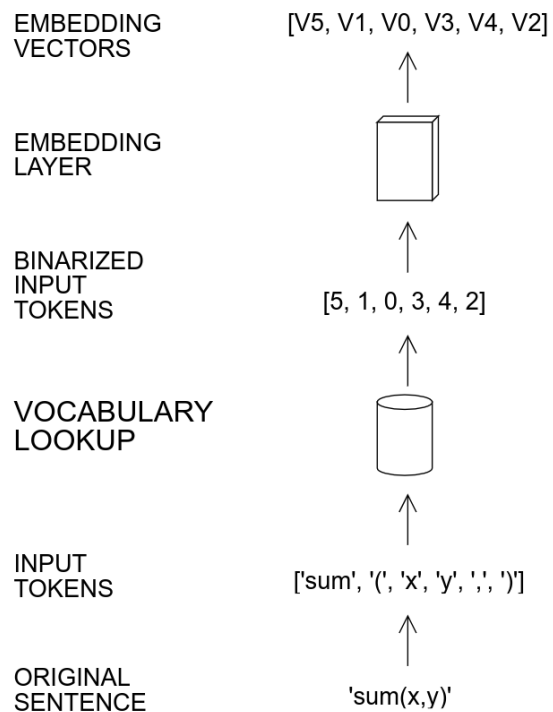 EMBEDDING
VECTORS
[V5, V1, V0, V3, V4, V2]
EMBEDDING
LAYER
BINARIZED
INPUT
TOKENS
[5, 1, 0, 3, 4, 2]
VOCABULARY
LOOKUP
INPUT
TOKENS
['sum', '(', 'x', 'y', ',', ')']
ORIGINAL
SENTENCE
'sum(x,y)'